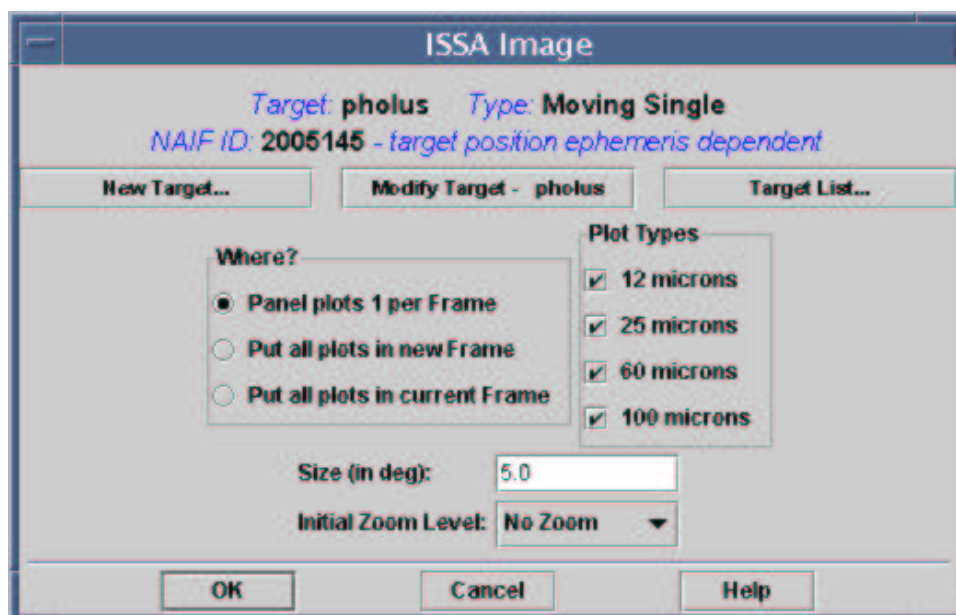 ISSA Image
Target: pholus Type: Moving Single
NAIF ID: 2005145 - target position ephemeris dependent
New Target... Modify Target - pholus Target List...
Where?
Panel plots 1 per Frame
Put all plots in new Frame
Put all plots in current Frame
Plot Types
12 microns
25 microns
60 microns
100 microns
Size (in deg): 5.0
Initial Zoom Level: No Zoom
OK Cancel Help